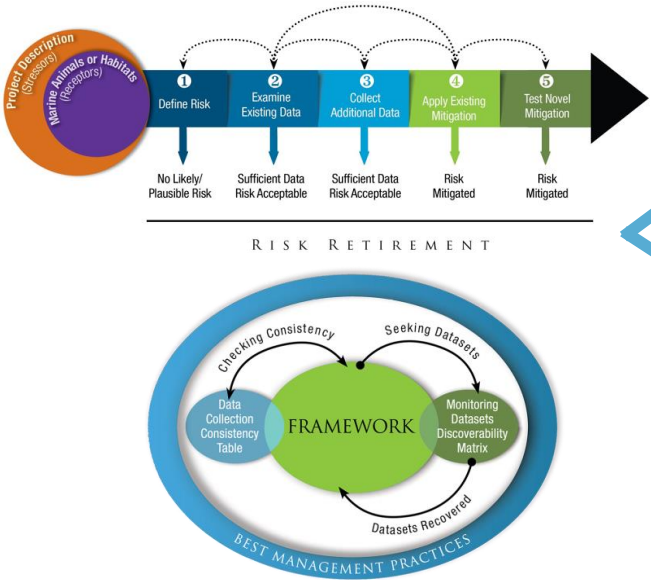 Project Description
(Stressors)
Marine Animals or Habitats
(Receptors)
1
Define Risk
2
Examine
Existing Data
3
Collect
Additional Data
4
Apply Existing
Mitigation
5
Test Novel
Mitigation
No Likely/
Plausible Risk
Sufficient Data
Risk Acceptable
Sufficient Data
Risk Acceptable
Risk
Mitigated
Risk
Mitigated
RISK RETIREMENT
Checking Consistency
Seeking Datasets
Data
Collection
Consistency
Table
FRAMEWORK
Monitoring
Datasets
Discoverability
Matrix
Datasets Recovered
BEST MANAGEMENT PRACTICES